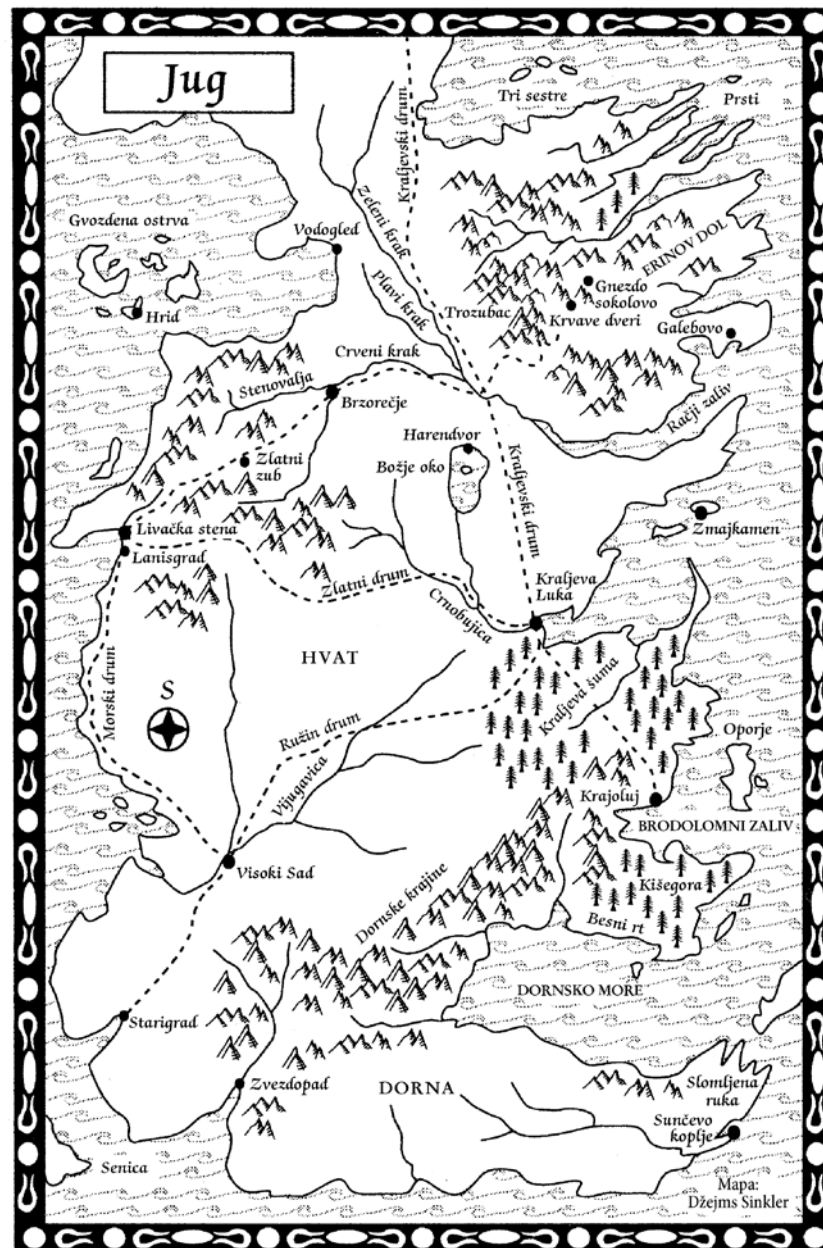 Jug
Tri sestre
Prsti
Kraljevski drum
Zeleni krak
Gvozdena ostrva
Vodogled
ERINOV DOL
Plavi krak
Gnezdo
sokolovo
Trozubac
Krvave dveri
Hrid
Galebovo
Crveni krak
Stenovalja
Brzorečje
Račji zaliv
Harendvor
Kraljevski drum
Zlatni
zub
Božje oko
Zmajkamen
Livačka stena
Lanisgrad
Zlatni drum
Kraljeva
Luka
Crnobujica
HVAT
Morski drum
S
Kraljeva šuma
Ružin drum
Oporje
Vijugavica
Krajoluj
BRODOLOMNI ZALIV
Visoki Sad
Kišegora
Dornske krajine
Besni rt
DORNSKO MORE
Starigrad
Zvezdopad
DORNA
Slomljena
ruka
Sunčevo
koplje
Senica
Mapa:
Džejms Sinkler